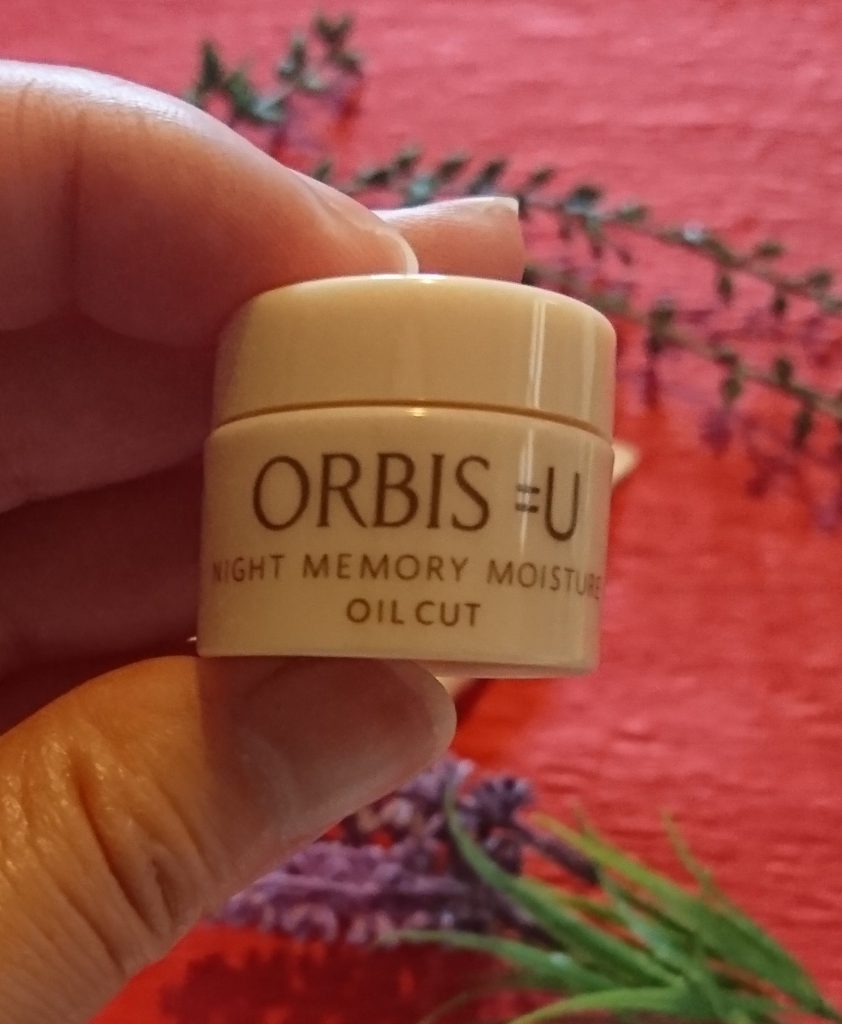 ORBIS =U
NIGHT MEMORY MOISTURE
OIL CUT